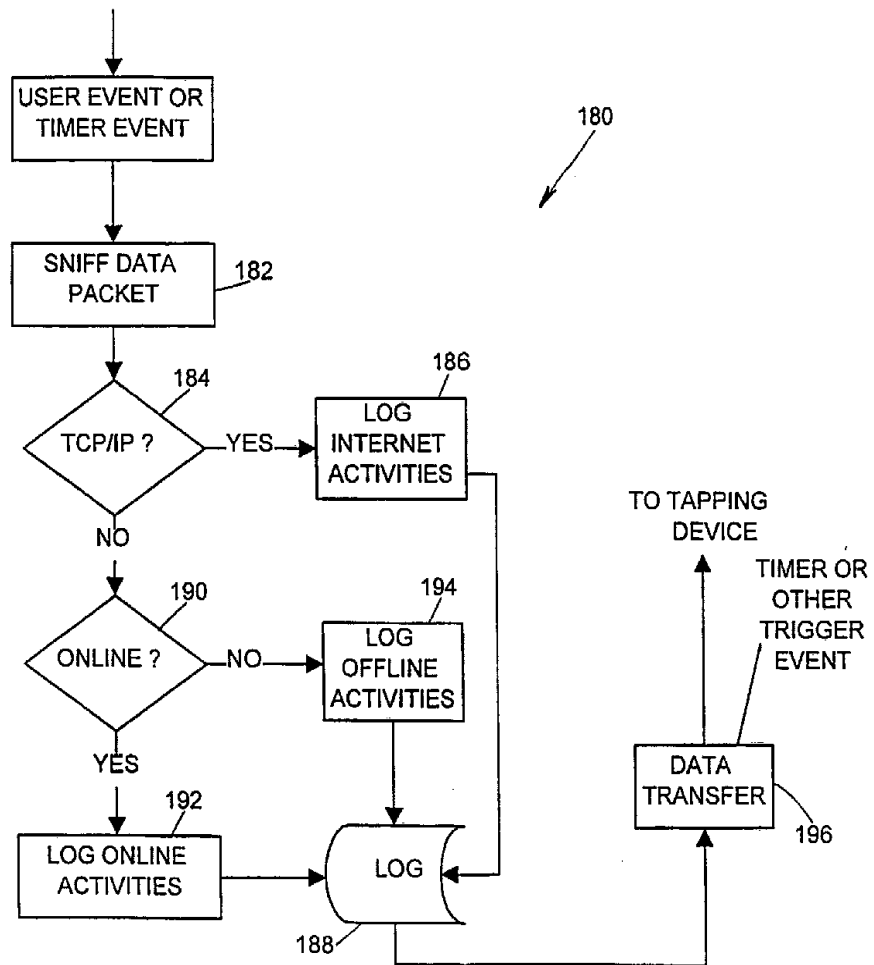 USER EVENT OR
TIMER EVENT
180
SNIFF DATA
PACKET
182
184
TCP/IP ?
YES
NO
186
LOG
INTERNET
ACTIVITIES
TO TAPPING
DEVICE
TIMER OR
OTHER
TRIGGER
EVENT
190
ONLINE ?
NO
YES
194
LOG
OFFLINE
ACTIVITIES
DATA
TRANSFER
196
192
LOG ONLINE
ACTIVITIES
LOG
188